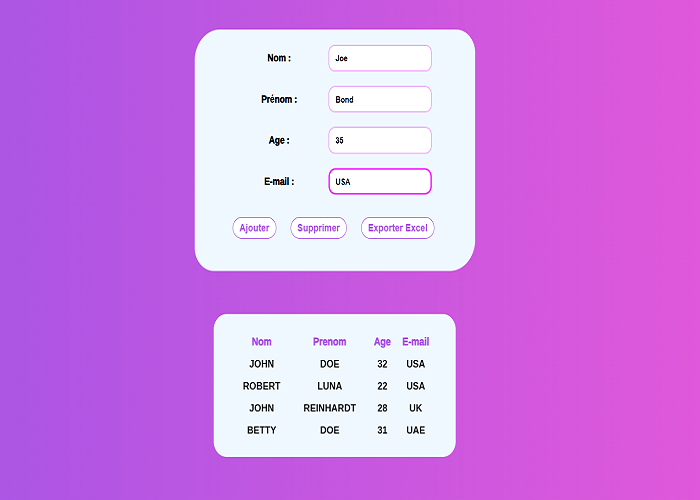 Nom : Joe
Prénom : Bond
Age : 35
E-mail : USA
Ajouter Supprimer Exporter Excel
Nom Prenom Age E-mail
JOHN DOE 32 USA
ROBERT LUNA 22 USA
JOHN REINHARDT 28 UK
BETTY DOE 31 UAE